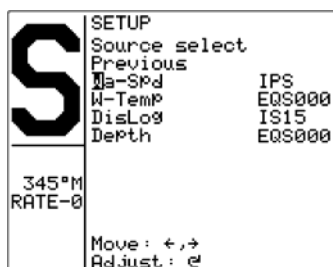 S
SETUP
Source select
Previous
Wa-Spd IPS
W-Temp EQS000
DisLog IS15
Depth EQS000
345°M
RATE-0
Move: ←,→
Adjust: ↵